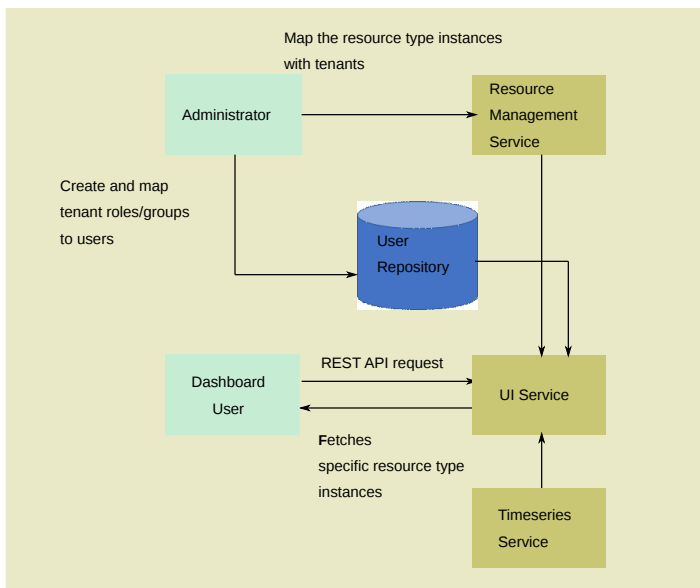 Map the resource type instances
with tenants
Administrator
Resource
Management
Service
Create and map
tenant roles/groups
to users
User
Repository
REST API request
Dashboard
User
UI Service
Fetches
specific resource type
instances
Timeseries
Service